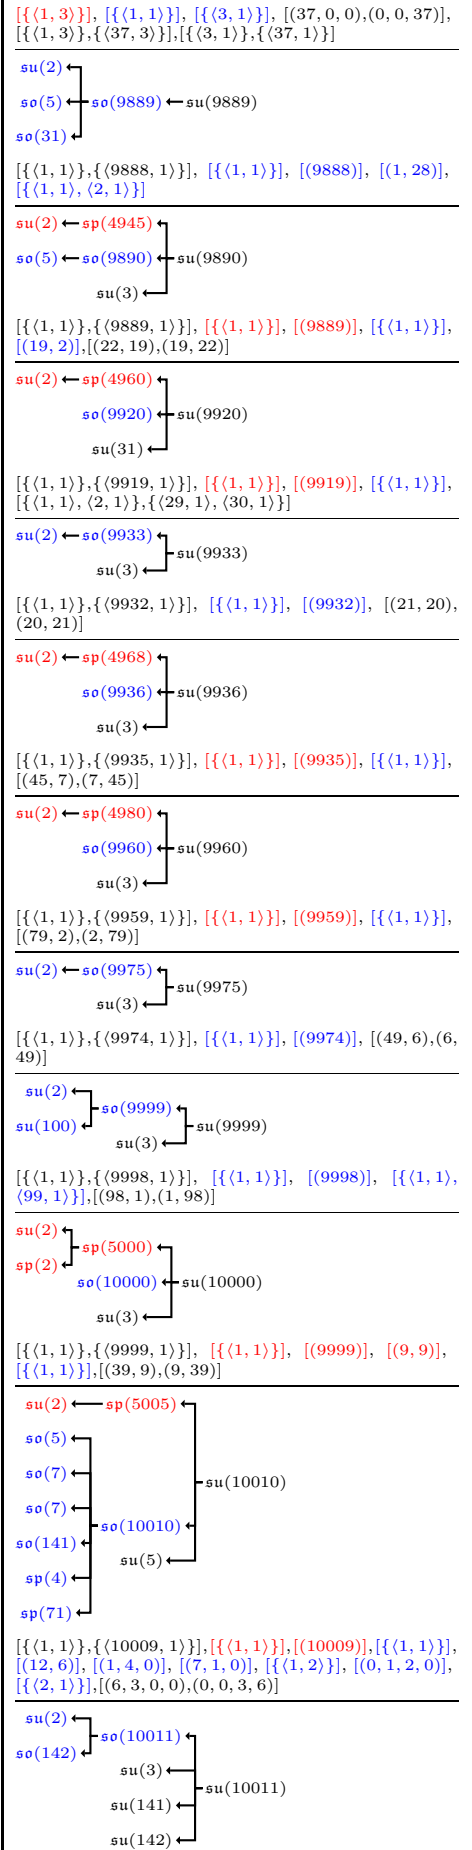 [{⟨1, 3⟩}], [{⟨1, 1⟩}], [{⟨3, 1⟩}], [(37, 0, 0),(0, 0, 37)],
[{⟨1, 3⟩},{⟨37, 3⟩}],[{⟨3, 1⟩},{⟨37, 1⟩}]
𝔰𝔲(2)
𝔰𝔬(5) 𝔰𝔬(9889) 𝔰𝔲(9889)
𝔰𝔬(31)
[{⟨1, 1⟩},{⟨9888, 1⟩}], [{⟨1, 1⟩}], [(9888)], [(1, 28)],
[{⟨1, 1⟩, ⟨2, 1⟩}]
𝔰𝔲(2) 𝔰𝔭(4945)
𝔰𝔬(5) 𝔰𝔬(9890) 𝔰𝔲(9890)
𝔰𝔲(3)
[{⟨1, 1⟩},{⟨9889, 1⟩}], [{⟨1, 1⟩}], [(9889)], [{⟨1, 1⟩}],
[(19, 2)],[(22, 19),(19, 22)]
𝔰𝔲(2) 𝔰𝔭(4960)
𝔰𝔬(9920) 𝔰𝔲(9920)
𝔰𝔲(31)
[{⟨1, 1⟩},{⟨9919, 1⟩}], [{⟨1, 1⟩}], [(9919)], [{⟨1, 1⟩}],
[{⟨1, 1⟩, ⟨2, 1⟩},{⟨29, 1⟩, ⟨30, 1⟩}]
𝔰𝔲(2) 𝔰𝔬(9933)
𝔰𝔲(9933)
𝔰𝔲(3)
[{⟨1, 1⟩},{⟨9932, 1⟩}], [{⟨1, 1⟩}], [(9932)], [(21, 20),
(20, 21)]
𝔰𝔲(2) 𝔰𝔭(4968)
𝔰𝔬(9936) 𝔰𝔲(9936)
𝔰𝔲(3)
[{⟨1, 1⟩},{⟨9935, 1⟩}], [{⟨1, 1⟩}], [(9935)], [{⟨1, 1⟩}],
[(45, 7),(7, 45)]
𝔰𝔲(2) 𝔰𝔭(4980)
𝔰𝔬(9960) 𝔰𝔲(9960)
𝔰𝔲(3)
[{⟨1, 1⟩},{⟨9959, 1⟩}], [{⟨1, 1⟩}], [(9959)], [{⟨1, 1⟩}],
[(79, 2),(2, 79)]
𝔰𝔲(2) 𝔰𝔬(9975)
𝔰𝔲(9975)
𝔰𝔲(3)
[{⟨1, 1⟩},{⟨9974, 1⟩}], [{⟨1, 1⟩}], [(9974)], [(49, 6),(6,
49)]
𝔰𝔲(2)
𝔰𝔬(9999)
𝔰𝔲(100) 𝔰𝔲(9999)
𝔰𝔲(3)
[{⟨1, 1⟩},{⟨9998, 1⟩}], [{⟨1, 1⟩}], [(9998)], [{⟨1, 1⟩,
⟨99, 1⟩}],[(98, 1),(1, 98)]
𝔰𝔲(2)
𝔰𝔭(5000)
𝔰𝔭(2)
𝔰𝔬(10000) 𝔰𝔲(10000)
𝔰𝔲(3)
[{⟨1, 1⟩},{⟨9999, 1⟩}], [{⟨1, 1⟩}], [(9999)], [(9, 9)],
[{⟨1, 1⟩}],[(39, 9),(9, 39)]
𝔰𝔲(2) 𝔰𝔭(5005)
𝔰𝔬(5)
𝔰𝔬(7)
𝔰𝔲(10010)
𝔰𝔬(7)
𝔰𝔬(10010)
𝔰𝔬(141)
𝔰𝔲(5)
𝔰𝔭(4)
𝔰𝔭(71)
[{⟨1, 1⟩},{⟨10009, 1⟩}],[{⟨1, 1⟩}],[(10009)],[{⟨1, 1⟩}],
[(12, 6)], [(1, 4, 0)], [(7, 1, 0)], [{⟨1, 2⟩}], [(0, 1, 2, 0)],
[{⟨2, 1⟩}],[(6, 3, 0, 0),(0, 0, 3, 6)]
𝔰𝔲(2)
𝔰𝔬(10011)
𝔰𝔬(142)
𝔰𝔲(3)
𝔰𝔲(10011)
𝔰𝔲(141)
𝔰𝔲(142)